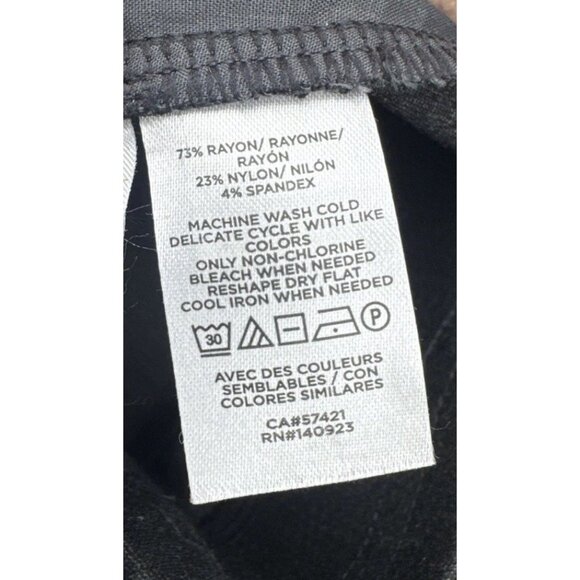 73% RAYON/ RAYONNE/
RAYÓN
23% NYLON/ NILÓN
4% SPANDEX
MACHINE WASH COLD
DELICATE CYCLE WITH LIKE
COLORS
ONLY NON-CHLORINE
BLEACH WHEN NEEDED
RESHAPE DRY FLAT
COOL IRON WHEN NEEDED
30 P
AVEC DES COULEURS
SEMBLABLES / CON
COLORES SIMILARES
CA#57421
RN#140923